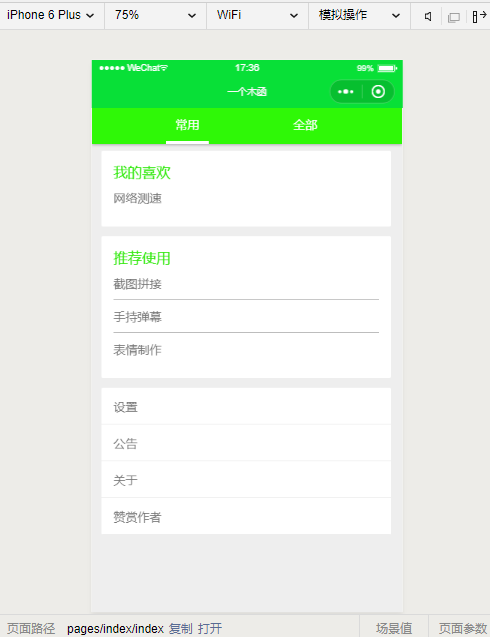 iPhone 6 Plus 75% WiFi 模拟操作
WeChat 17:36 99%
一个木函
常用 全部
我的喜欢
网络测速
推荐使用
截图拼接
手持弹幕
表情制作
设置
公告
关于
赞赏作者
页面路径 pages/index/index 复制 打开 场景值 页面参数